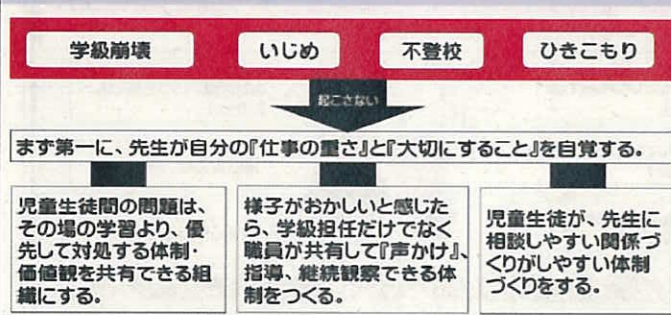 学級崩壊 いじめ 不登校 ひきこもり
起こさない
まず第一に、先生が自分の『仕事の重さ』と『大切にすること』を自覚する。
児童生徒間の問題は、
その場の学習より、優
先して対処する体制・
価値観を共有できる組
織にする。
様子がおかしいと感じた
ら、学級担任だけでなく
職員が共有して『声かけ』、
指導、継続観察できる体
制をつくる。
児童生徒が、先生に
相談しやすい関係づ
くりがしやすい体制
づくりをする。